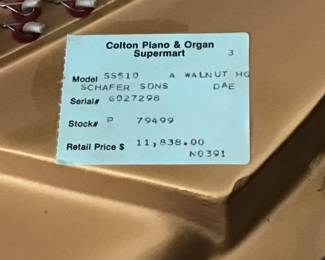 Colton Piano & Organ
Supermart 3
Model SS510 A WALNUT HG
SCHAFER SONS DAE
Serial# 6027298
Stock# P 79499
Retail Price $ 11,838.00
N0391